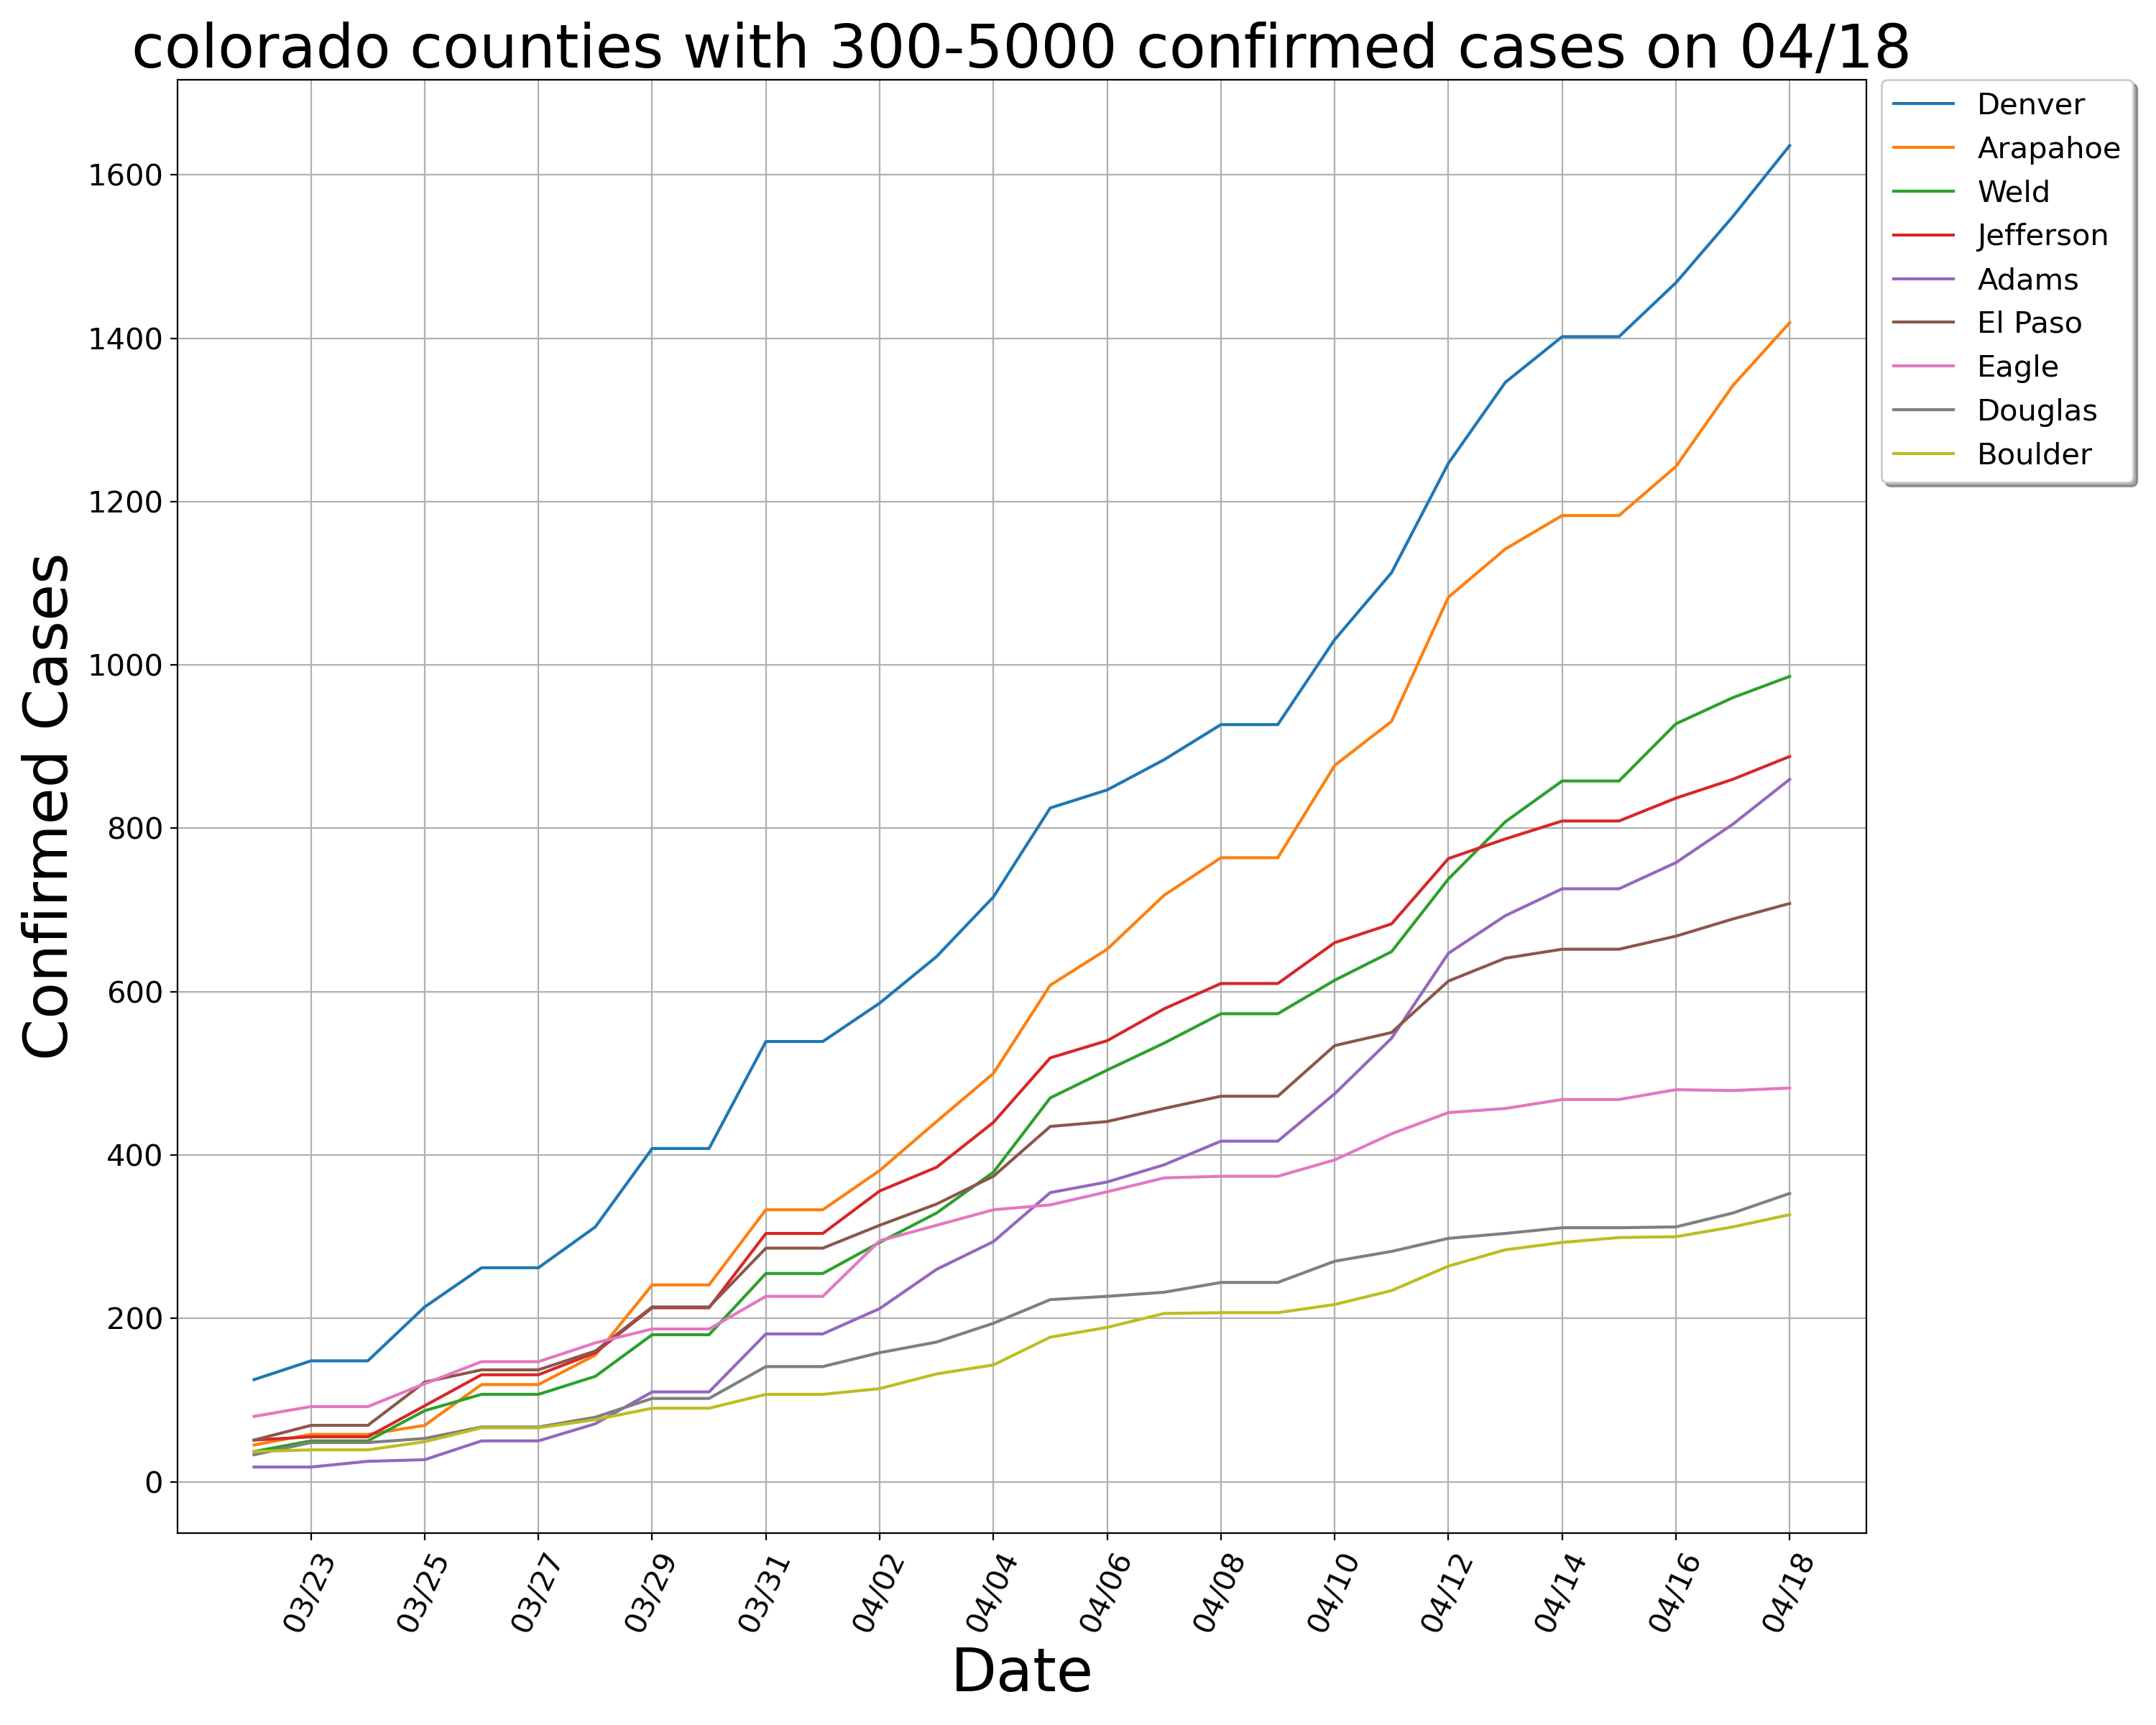 colorado counties with 300-5000 confirmed cases on 04/18
Denver
Arapahoe
Weld
Jefferson
Adams
El Paso
Eagle
Douglas
Boulder
Confirmed Cases
1600
1400
1200
1000
800
600
400
200
0
03/23
03/25
03/27
03/29
03/31
04/02
04/04
04/06
04/08
04/10
04/12
04/14
04/16
04/18
Date